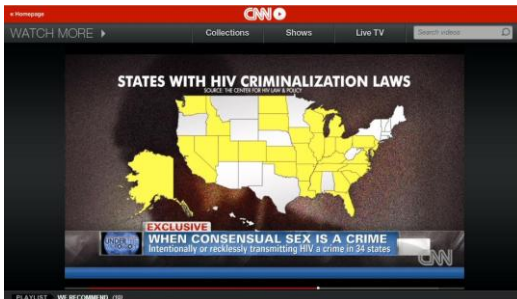 « Homepage
CNN
WATCH MORE
Collections
Shows
Live TV
Search videos
STATES WITH HIV CRIMINALIZATION LAWS
SOURCE: THE CENTER FOR HIV LAW & POLICY
EXCLUSIVE
UNDER
WHEN CONSENSUAL SEX IS A CRIME
Intentionally or recklessly transmitting HIV a crime in 34 states
CNN
PLAYLIST WE RECOMMEND